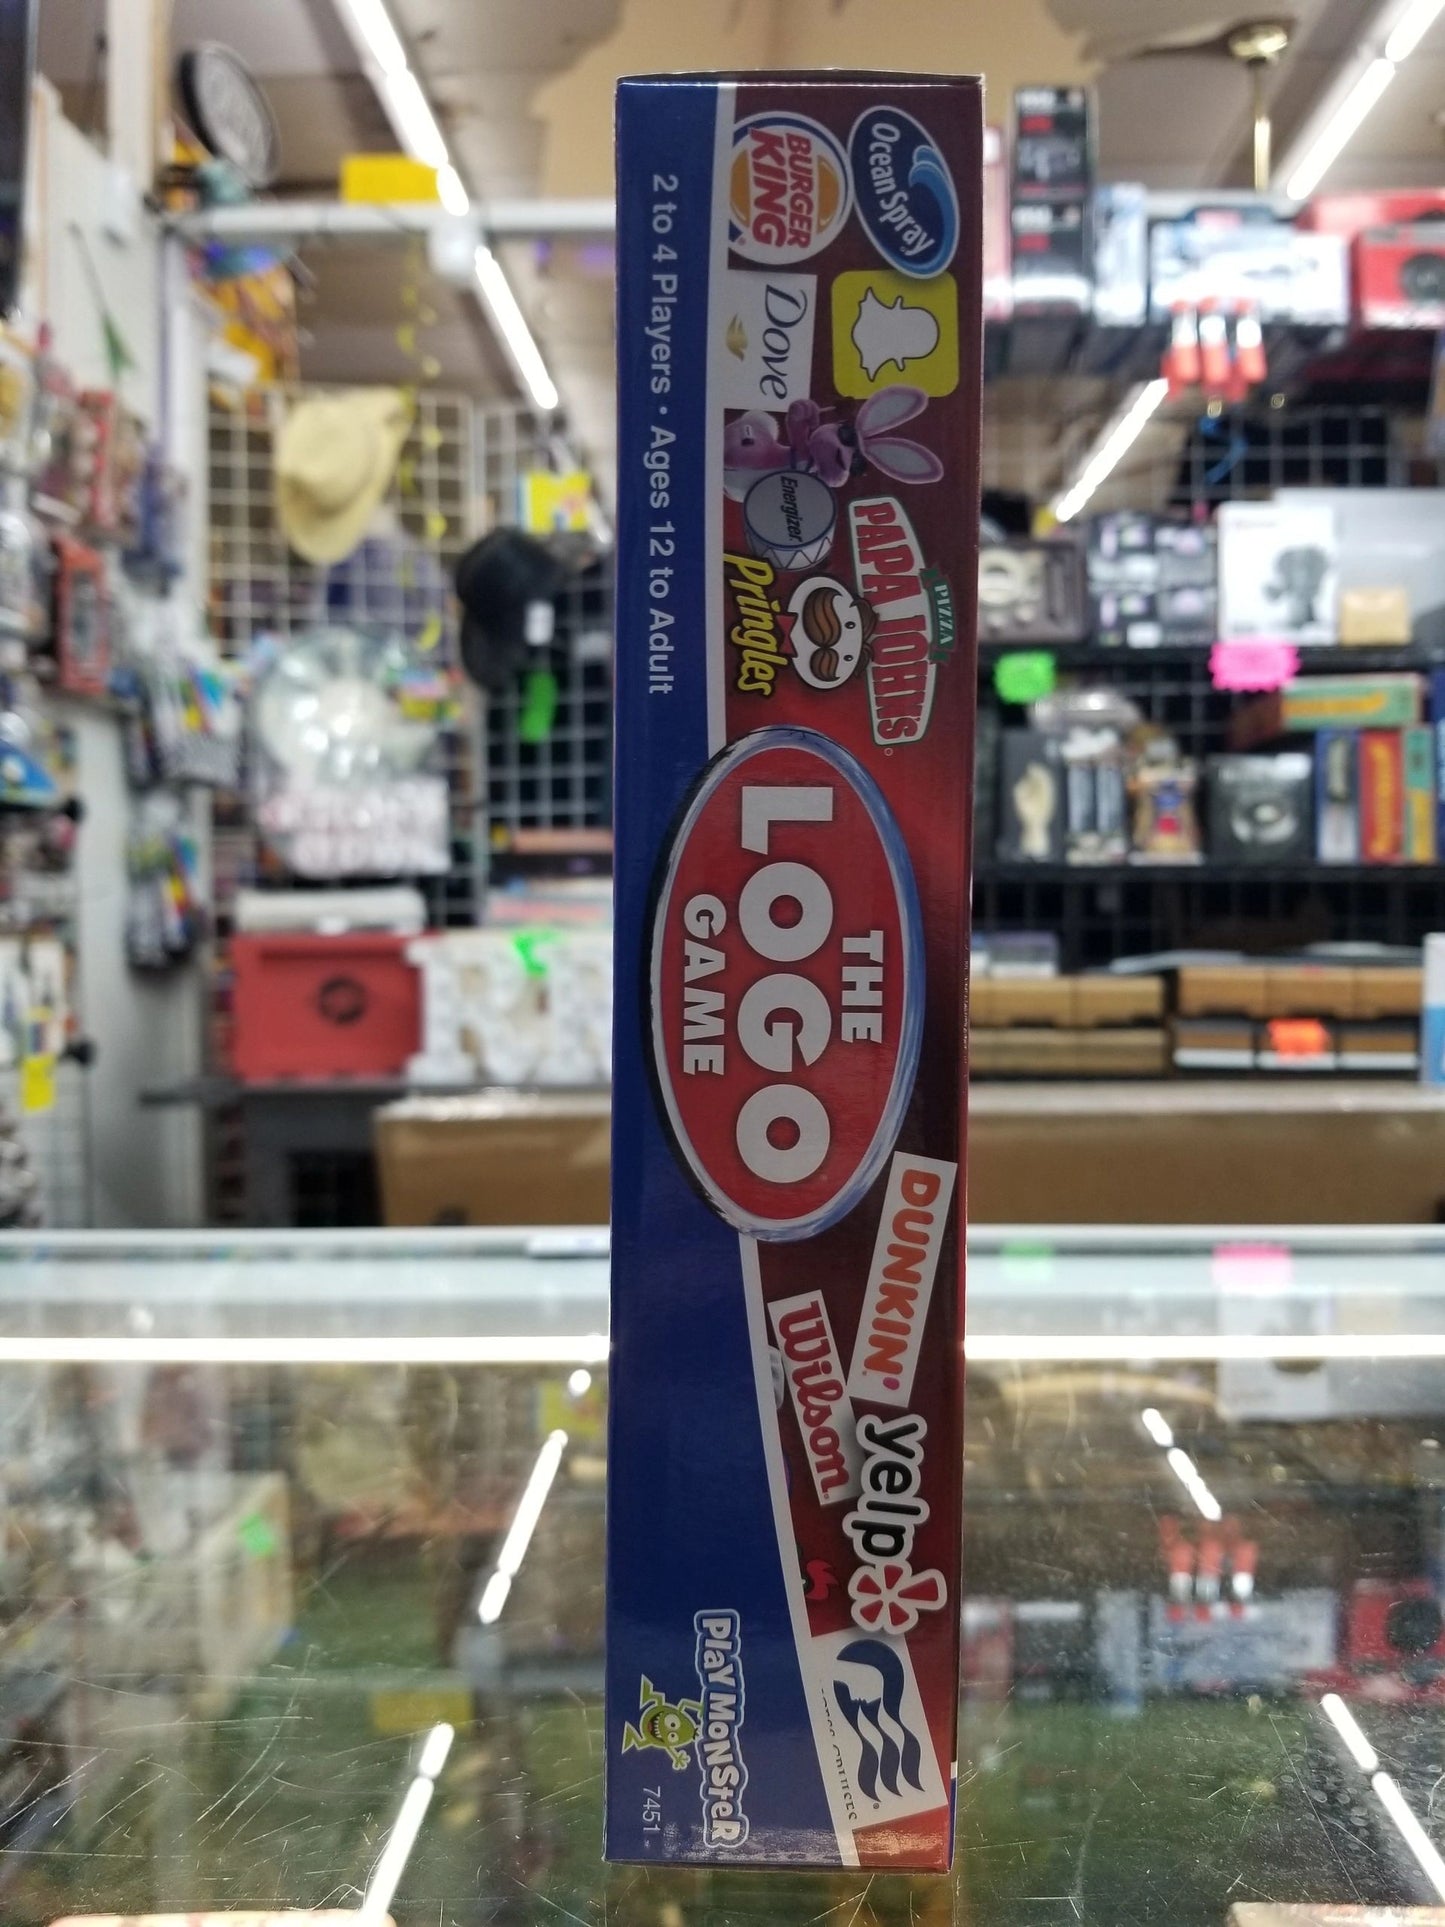 Ocean Spray
BURGER
KING
Dove
Energizer
PIZZA
PAPA JOHN'S
Pringles
2 to 4 Players • Ages 12 to Adult
THE
LOGO
GAME
DUNKIN'
Wilson
yelp
PlayMonster
7451